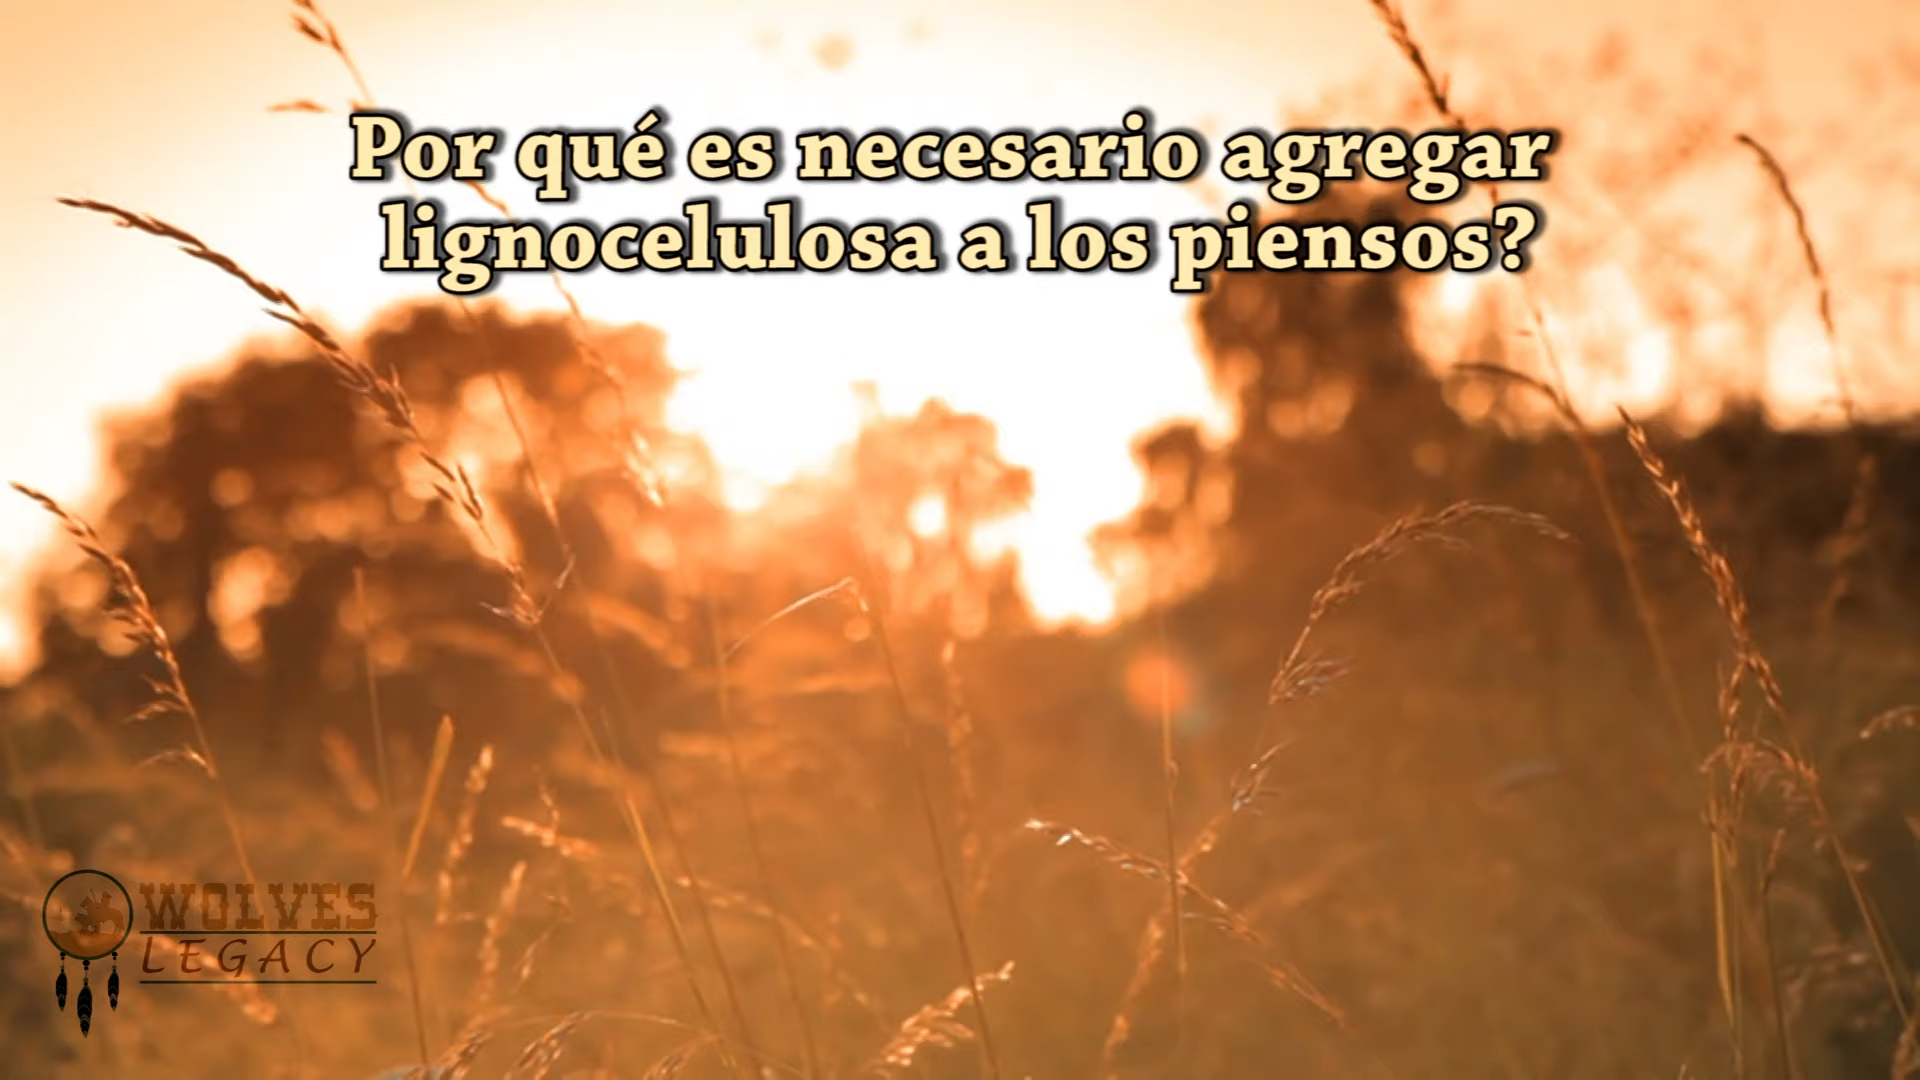 Por qué es necesario agregar
lignocelulosa a los piensos?
WOLVES
LEGACY